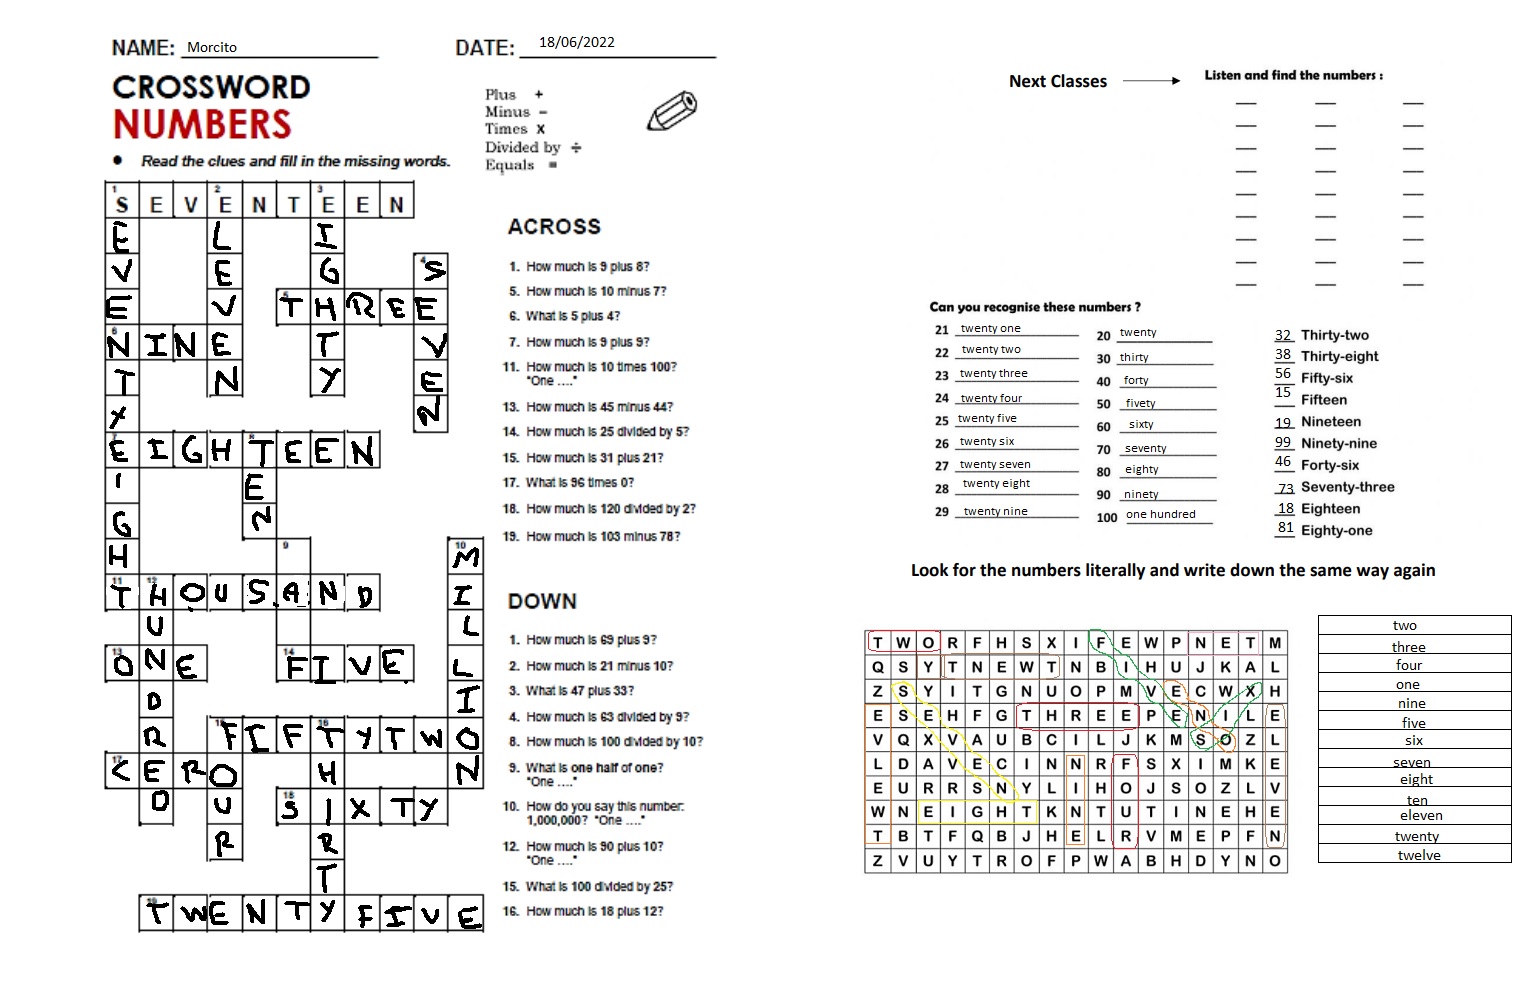 NAME: Morcito
DATE: 18/06/2022
CROSSWORD
NUMBERS
Plus +
Minus –
Times x
Divided by ÷
Equals =
• Read the clues and fill in the missing words.
1 2 3
S E V E N T E E N
E L I
V E G 4 S
E V 5 T H R E E
6 N I N E T V
T N Y E
Y N
7 E I G H 8 T E E N
I E
G N
H 9 10 M
11 T 12 H O U S A N D I
U L
13 O N E 14 F I V E L
D I
R 15 F I F 16 T Y T W O
17 C E R O H N
D U 18 S I X T Y
R R
T
19 T W E N T Y F I V E
ACROSS
1. How much is 9 plus 8?
5. How much is 10 minus 7?
6. What is 5 plus 4?
7. How much is 9 plus 9?
11. How much is 10 times 100?
"One ...."
13. How much is 45 minus 44?
14. How much is 25 divided by 5?
15. How much is 31 plus 21?
17. What is 96 times 0?
18. How much is 120 divided by 2?
19. How much is 103 minus 78?
DOWN
1. How much is 69 plus 9?
2. How much is 21 minus 10?
3. What is 47 plus 33?
4. How much is 63 divided by 9?
8. How much is 100 divided by 10?
9. What is one half of one?
"One ...."
10. How do you say this number:
1,000,000? "One ...."
12. How much is 90 plus 10?
"One ...."
15. What is 100 divided by 25?
16. How much is 18 plus 12?
Next Classes
Listen and find the numbers :
Can you recognise these numbers ?
21 twenty one
22 twenty two
23 twenty three
24 twenty four
25 twenty five
26 twenty six
27 twenty seven
28 twenty eight
29 twenty nine
20 twenty
30 thirty
40 forty
50 fivety
60 sixty
70 seventy
80 eighty
90 ninety
100 one hundred
32 Thirty-two
38 Thirty-eight
56 Fifty-six
15 Fifteen
19 Nineteen
99 Ninety-nine
46 Forty-six
73 Seventy-three
18 Eighteen
81 Eighty-one
Look for the numbers literally and write down the same way again
T W O R F H S X I F E W P N E T M
Q S Y T N E W T N B I H U J K A L
Z S Y I T G N U O P M V E C W X H
E S E H F G T H R E E P E N I L E
V Q X V A U B C I L J K M S O Z L
L D A V E C I N N R F S X I M K E
E U R R S N Y L I H O J S O Z L V
W N E I G H T K N T U T I N E H E
T B T F Q B J H E L R V M E P F N
Z V U Y T R O F P W A B H D Y N O
two
three
four
one
nine
five
six
seven
eight
ten
eleven
twenty
twelve